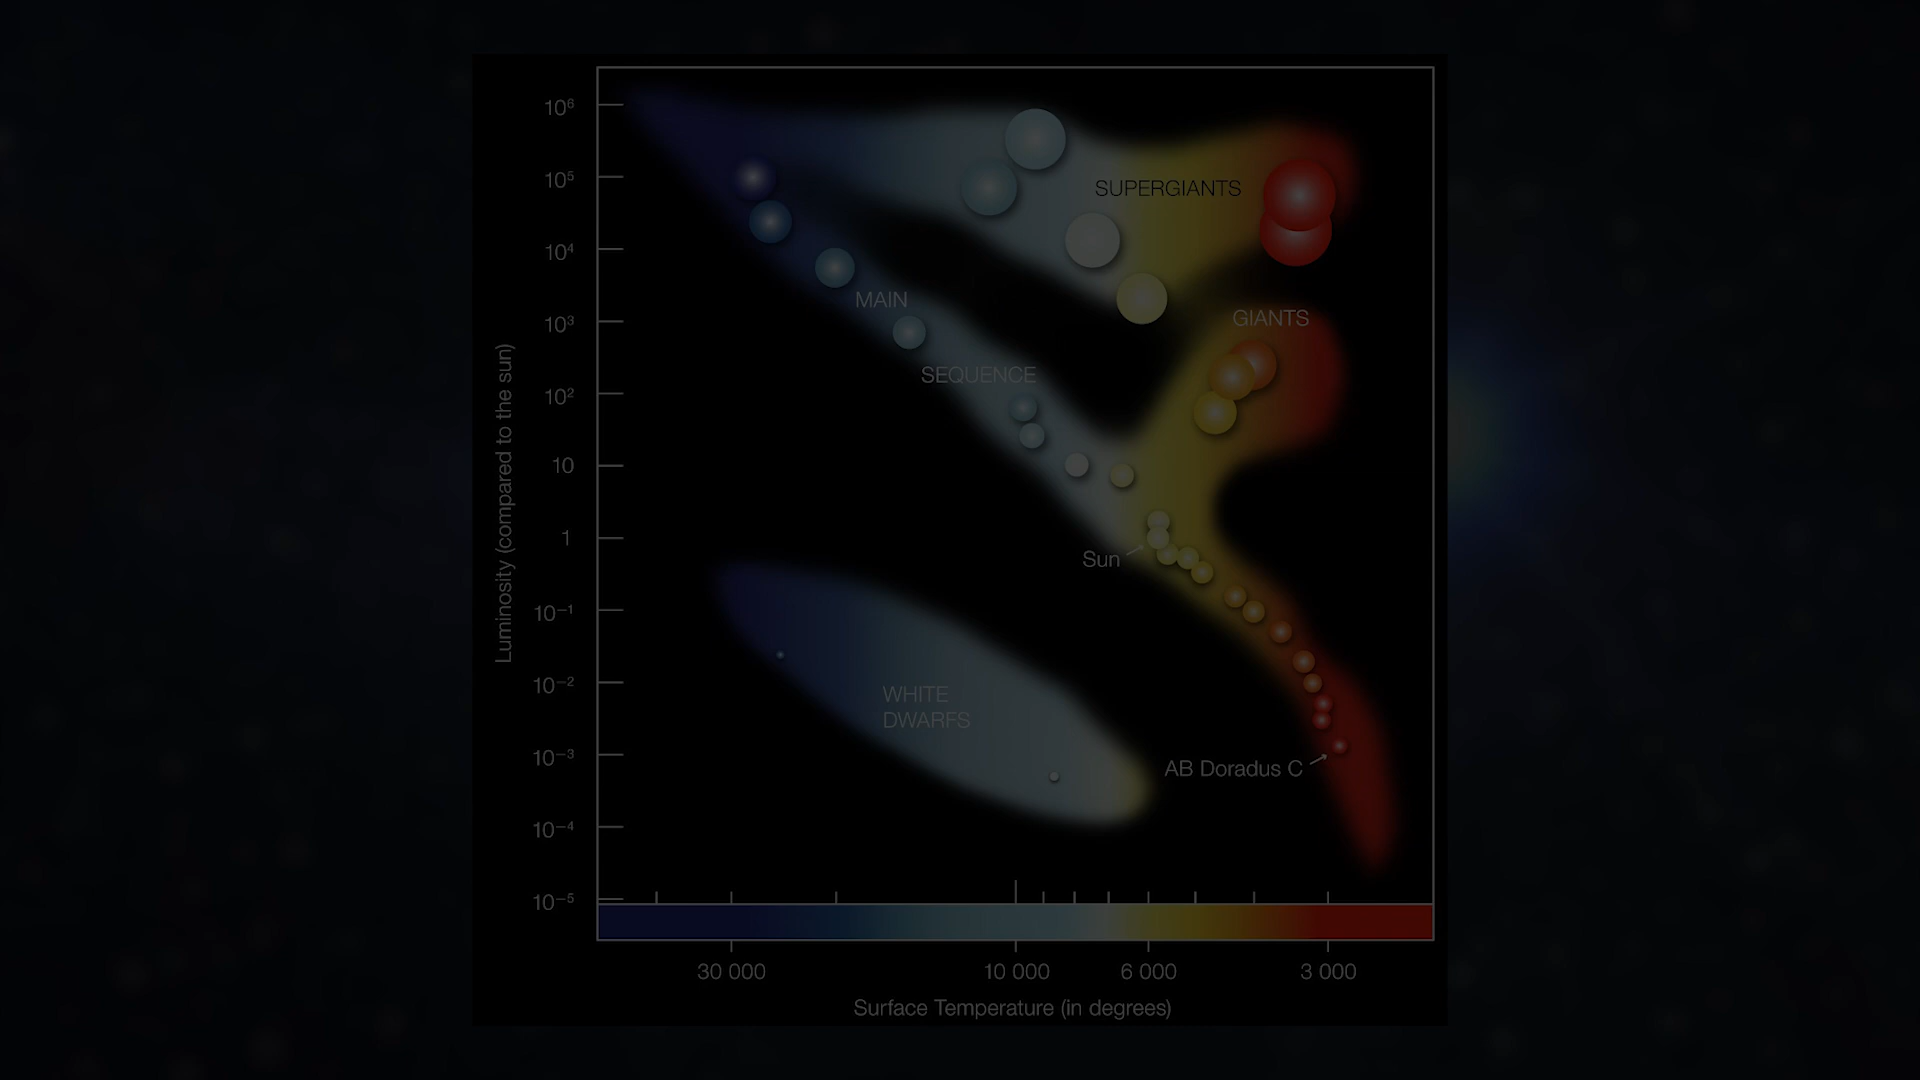 10⁶
10⁵
SUPERGIANTS
10⁴
MAIN
GIANTS
10³
SEQUENCE
10²
10
1
Sun
10⁻¹
10⁻²
WHITE
DWARFS
10⁻³
AB Doradus C
10⁻⁴
10⁻⁵
Luminosity (compared to the sun)
30 000 10 000 6 000 3 000
Surface Temperature (in degrees)